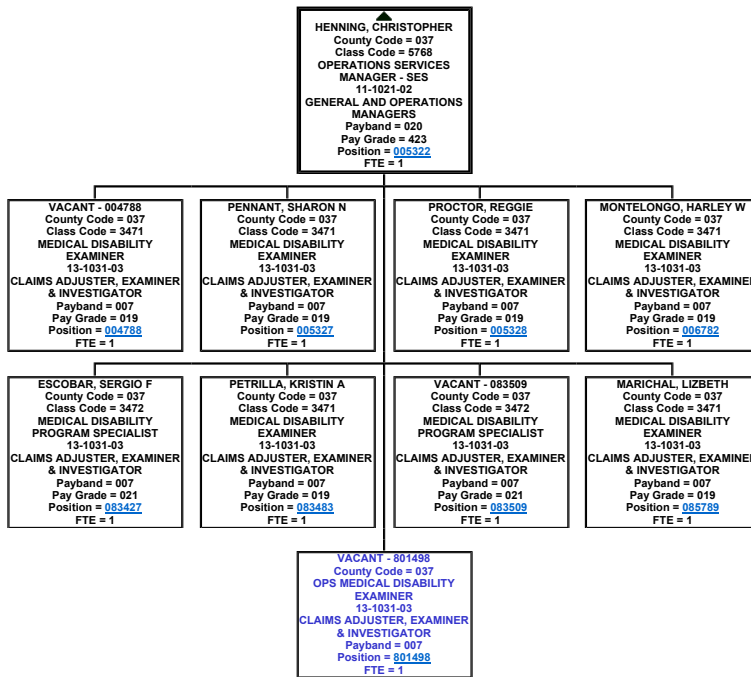 HENNING, CHRISTOPHER
County Code = 037
Class Code = 5768
OPERATIONS SERVICES
MANAGER - SES
11-1021-02
GENERAL AND OPERATIONS
MANAGERS
Payband = 020
Pay Grade = 423
Position = 005322
FTE = 1
VACANT - 004788
County Code = 037
Class Code = 3471
MEDICAL DISABILITY
EXAMINER
13-1031-03
CLAIMS ADJUSTER, EXAMINER
& INVESTIGATOR
Payband = 007
Pay Grade = 019
Position = 004788
FTE = 1
PENNANT, SHARON N
County Code = 037
Class Code = 3471
MEDICAL DISABILITY
EXAMINER
13-1031-03
CLAIMS ADJUSTER, EXAMINER
& INVESTIGATOR
Payband = 007
Pay Grade = 019
Position = 005327
FTE = 1
PROCTOR, REGGIE
County Code = 037
Class Code = 3471
MEDICAL DISABILITY
EXAMINER
13-1031-03
CLAIMS ADJUSTER, EXAMINER
& INVESTIGATOR
Payband = 007
Pay Grade = 019
Position = 005328
FTE = 1
MONTELONGO, HARLEY W
County Code = 037
Class Code = 3471
MEDICAL DISABILITY
EXAMINER
13-1031-03
CLAIMS ADJUSTER, EXAMINER
& INVESTIGATOR
Payband = 007
Pay Grade = 019
Position = 006782
FTE = 1
ESCOBAR, SERGIO F
County Code = 037
Class Code = 3472
MEDICAL DISABILITY
PROGRAM SPECIALIST
13-1031-03
CLAIMS ADJUSTER, EXAMINER
& INVESTIGATOR
Payband = 007
Pay Grade = 021
Position = 083427
FTE = 1
PETRILLA, KRISTIN A
County Code = 037
Class Code = 3471
MEDICAL DISABILITY
EXAMINER
13-1031-03
CLAIMS ADJUSTER, EXAMINER
& INVESTIGATOR
Payband = 007
Pay Grade = 019
Position = 083483
FTE = 1
VACANT - 083509
County Code = 037
Class Code = 3472
MEDICAL DISABILITY
PROGRAM SPECIALIST
13-1031-03
CLAIMS ADJUSTER, EXAMINER
& INVESTIGATOR
Payband = 007
Pay Grade = 021
Position = 083509
FTE = 1
MARICHAL, LIZBETH
County Code = 037
Class Code = 3471
MEDICAL DISABILITY
EXAMINER
13-1031-03
CLAIMS ADJUSTER, EXAMINER
& INVESTIGATOR
Payband = 007
Pay Grade = 019
Position = 085789
FTE = 1
VACANT - 801498
County Code = 037
OPS MEDICAL DISABILITY
EXAMINER
13-1031-03
CLAIMS ADJUSTER, EXAMINER
& INVESTIGATOR
Payband = 007
Position = 801498
FTE = 1